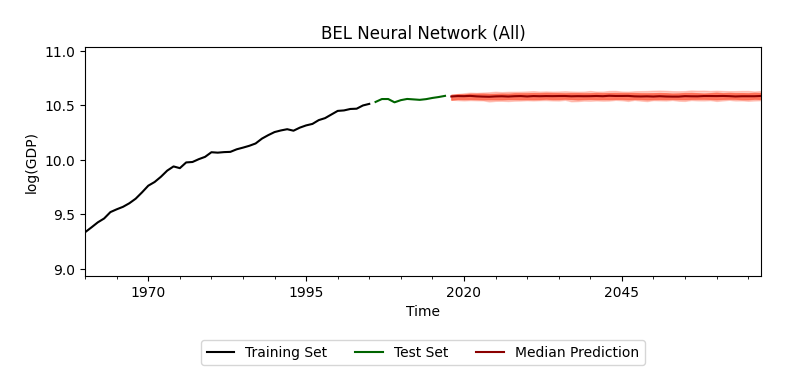 BEL Neural Network (All)
11.0
10.5
10.0
9.5
9.0
log(GDP)
1970 1995 2020 2045
Time
Training Set Test Set Median Prediction